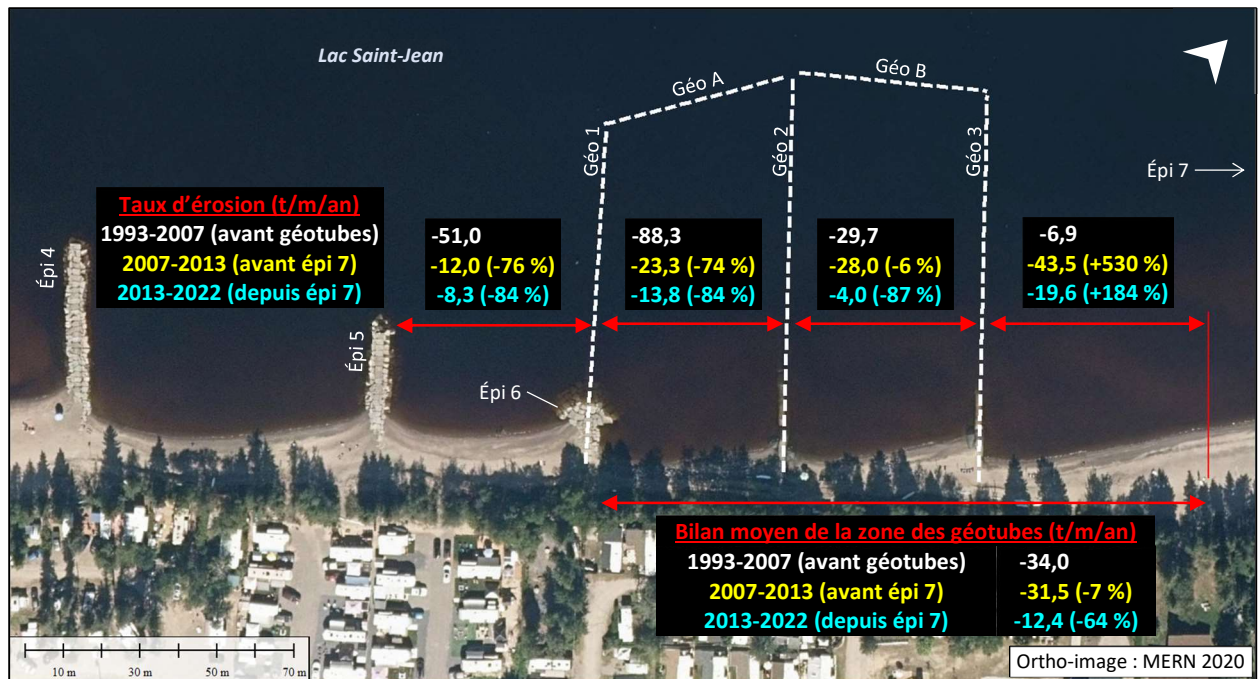 Lac Saint-Jean
Géo A
Géo B
Géo 1
Géo 2
Géo 3
Épi 7
Épi 4
Taux d'érosion (t/m/an)
1993-2007 (avant géotubes)
2007-2013 (avant épi 7)
2013-2022 (depuis épi 7)
-51,0
-12,0 (-76 %)
-8,3 (-84 %)
-88,3
-23,3 (-74 %)
-13,8 (-84 %)
-29,7
-28,0 (-6 %)
-4,0 (-87 %)
-6,9
-43,5 (+530 %)
-19,6 (+184 %)
Épi 5
Épi 6
Bilan moyen de la zone des géotubes (t/m/an)
1993-2007 (avant géotubes) -34,0
2007-2013 (avant épi 7) -31,5 (-7 %)
2013-2022 (depuis épi 7) -12,4 (-64 %)
10 m 30 m 70 m
Ortho-image : MERN 2020